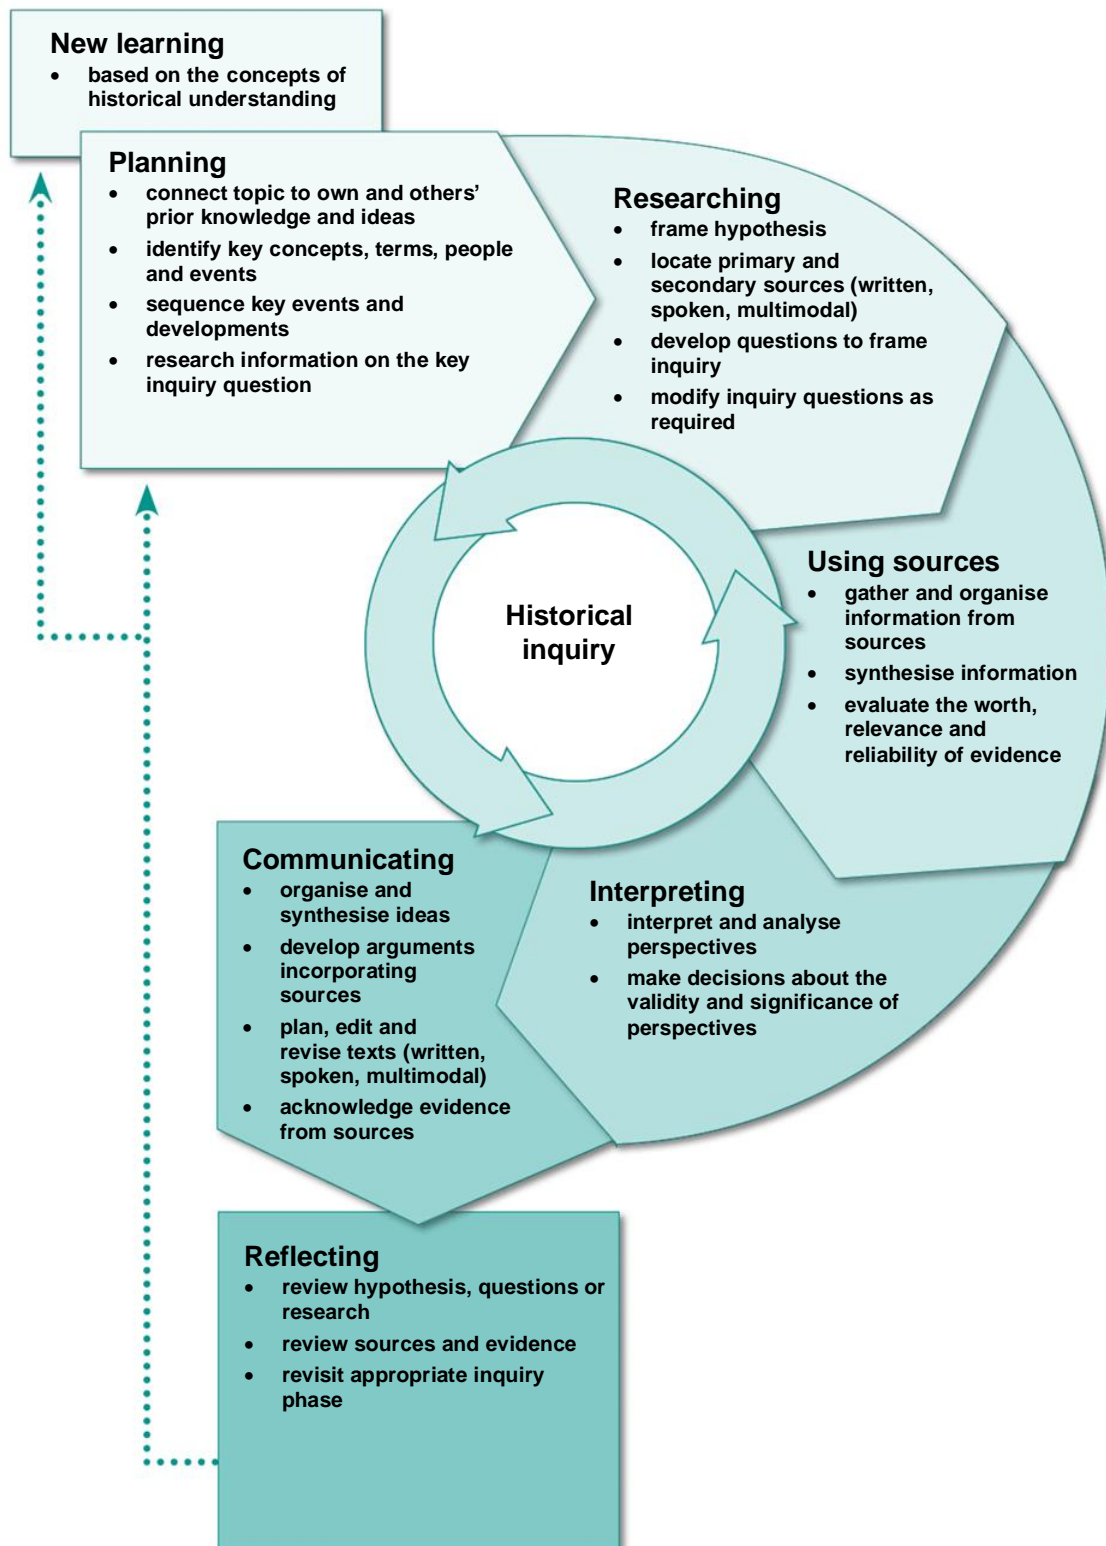 New learning
• based on the concepts of
historical understanding
Planning
• connect topic to own and others’
prior knowledge and ideas
• identify key concepts, terms, people
and events
• sequence key events and
developments
• research information on the key
inquiry question
Researching
• frame hypothesis
• locate primary and
secondary sources (written,
spoken, multimodal)
• develop questions to frame
inquiry
• modify inquiry questions as
required
Using sources
• gather and organise
information from
sources
• synthesise information
• evaluate the worth,
relevance and
reliability of evidence
Historical
inquiry
Interpreting
• interpret and analyse
perspectives
• make decisions about the
validity and significance of
perspectives
Communicating
• organise and
synthesise ideas
• develop arguments
incorporating
sources
• plan, edit and
revise texts (written,
spoken, multimodal)
• acknowledge evidence
from sources
Reflecting
• review hypothesis, questions or
research
• review sources and evidence
• revisit appropriate inquiry
phase